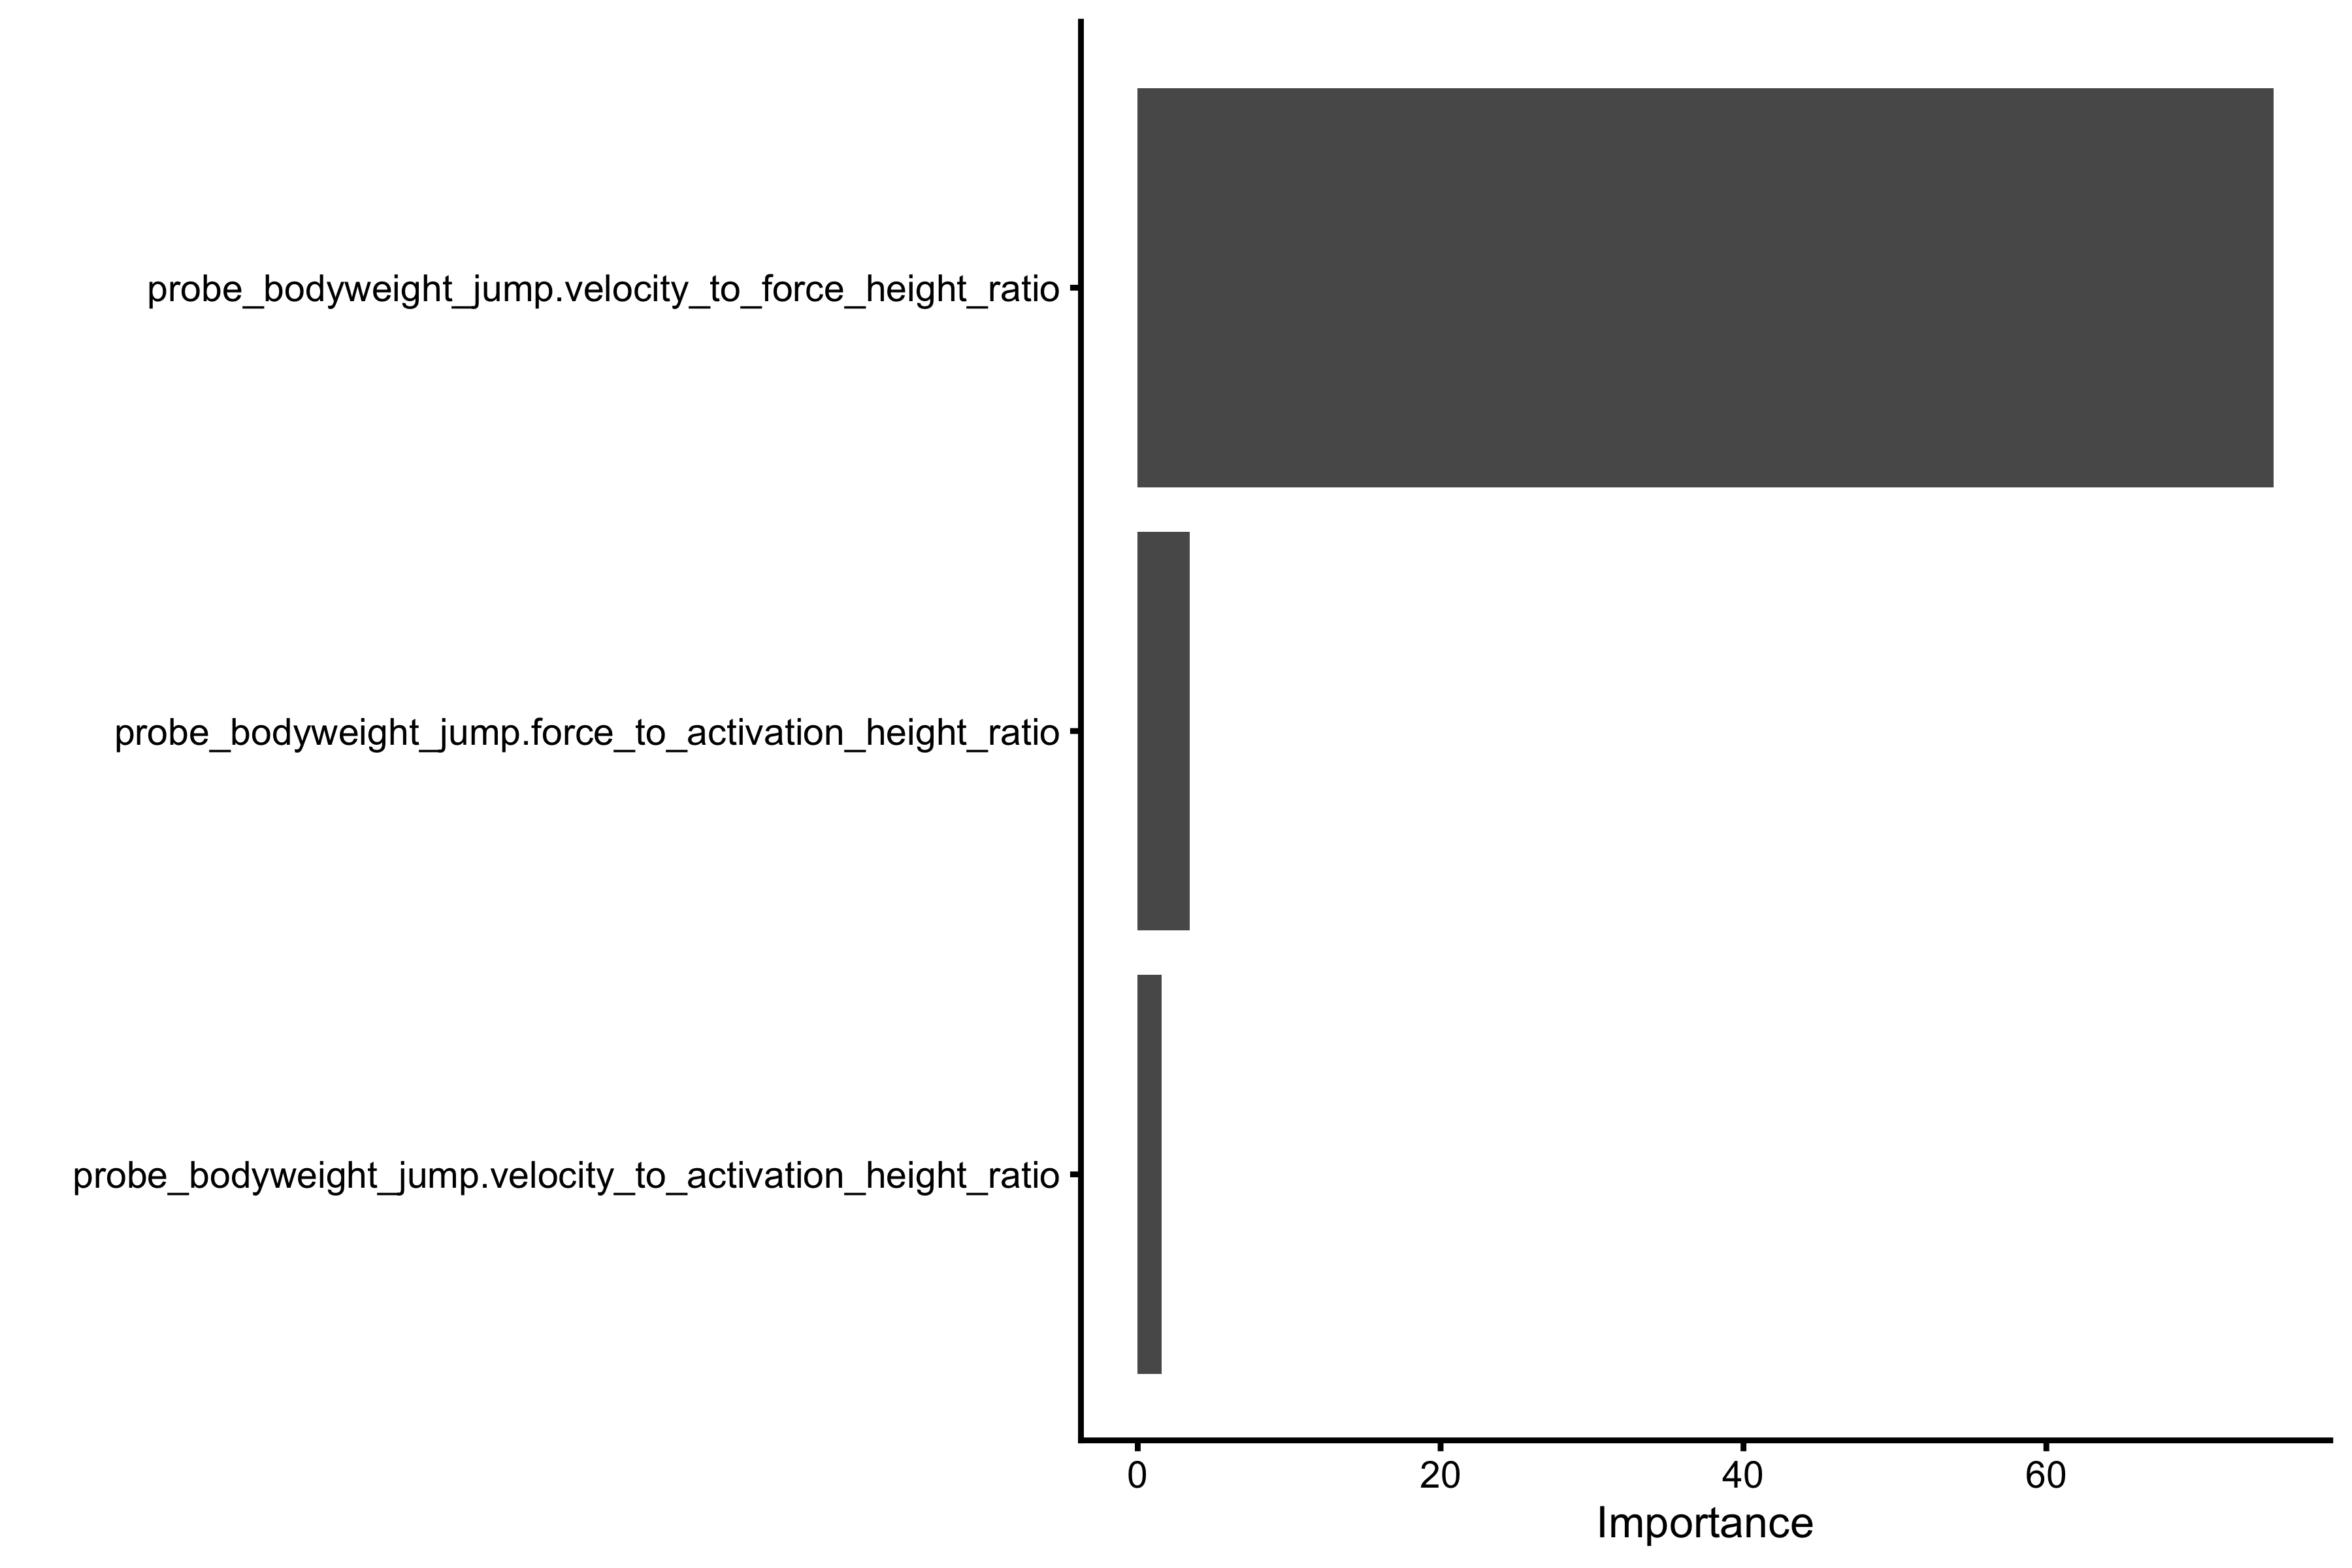 probe_bodyweight_jump.velocity_to_force_height_ratio
probe_bodyweight_jump.force_to_activation_height_ratio
probe_bodyweight_jump.velocity_to_activation_height_ratio
0 20 40 60
Importance